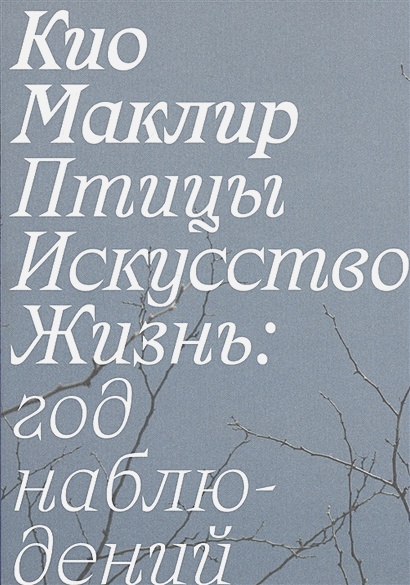 Кио
Маклир
Птицы
Искусство
Жизнь:
год
наблю-
дений